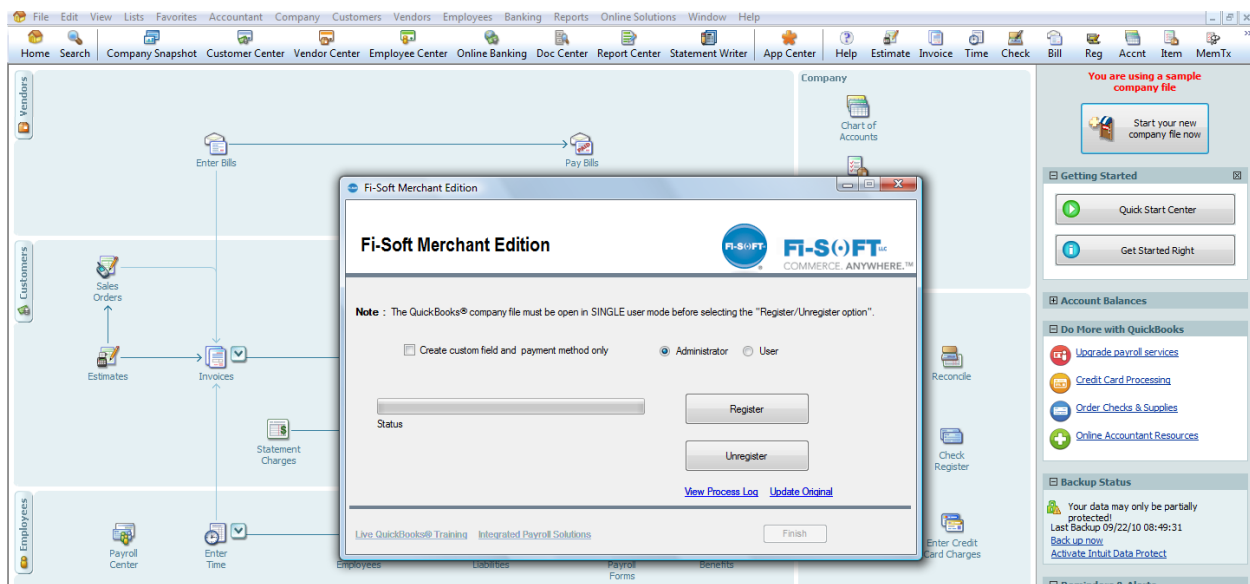 File Edit View Lists Favorites Accountant Company Customers Vendors Employees Banking Reports Online Solutions Window Help
Home Search Company Snapshot Customer Center Vendor Center Employee Center Online Banking Doc Center Report Center Statement Writer App Center Help Estimate Invoice Time Check Bill Reg Accnt Item MemTx
Vendors
Enter Bills
Pay Bills
Customers
Sales
Orders
Estimates
Invoices
Statement
Charges
Employees
Payroll
Center
Enter
Time
Employees
Liabilities
Payroll
Forms
Benefits
Company
Chart of
Accounts
Reconcile
Check
Register
Enter Credit
Card Charges
Fi-Soft Merchant Edition
Fi-Soft Merchant Edition
Fi-SOFT
Fi-SOFT LLC
COMMERCE. ANYWHERE.™
Note : The QuickBooks® company file must be open in SINGLE user mode before selecting the "Register/Unregister option".
Create custom field and payment method only
Administrator
User
Status
Register
Unregister
View Process Log Update Original
Live QuickBooks® Training Integrated Payroll Solutions
Finish
You are using a sample
company file
Start your new
company file now
Getting Started
Quick Start Center
Get Started Right
Account Balances
Do More with QuickBooks
Upgrade payroll services
Credit Card Processing
Order Checks & Supplies
Online Accountant Resources
Backup Status
Your data may only be partially
protected!
Last Backup 09/22/10 08:49:31
Back up now
Activate Intuit Data Protect
Reminders & Alerts